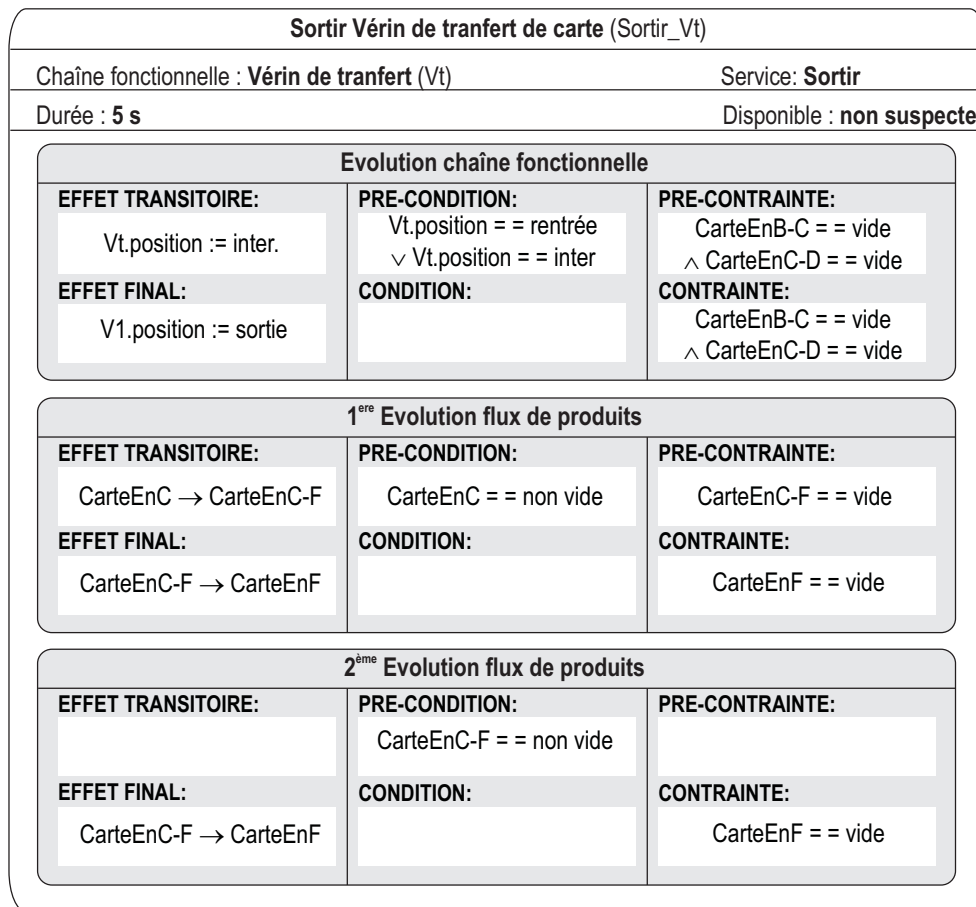 Sortir Vérin de tranfert de carte (Sortir_Vt)
Chaîne fonctionnelle : Vérin de tranfert (Vt) Service: Sortir
Durée : 5 s Disponible : non suspecte
Evolution chaîne fonctionnelle
EFFET TRANSITOIRE: PRE-CONDITION: PRE-CONTRAINTE:
Vt.position := inter.
Vt.position = = rentrée
∨ Vt.position = = inter
CarteEnB-C = = vide
∧ CarteEnC-D = = vide
EFFET FINAL: CONDITION: CONTRAINTE:
V1.position := sortie
CarteEnB-C = = vide
∧ CarteEnC-D = = vide
1ere Evolution flux de produits
EFFET TRANSITOIRE: PRE-CONDITION: PRE-CONTRAINTE:
CarteEnC → CarteEnC-F CarteEnC = = non vide CarteEnC-F = = vide
EFFET FINAL: CONDITION: CONTRAINTE:
CarteEnC-F → CarteEnF CarteEnF = = vide
2ème Evolution flux de produits
EFFET TRANSITOIRE: PRE-CONDITION: PRE-CONTRAINTE:
CarteEnC-F = = non vide
EFFET FINAL: CONDITION: CONTRAINTE:
CarteEnC-F → CarteEnF CarteEnF = = vide